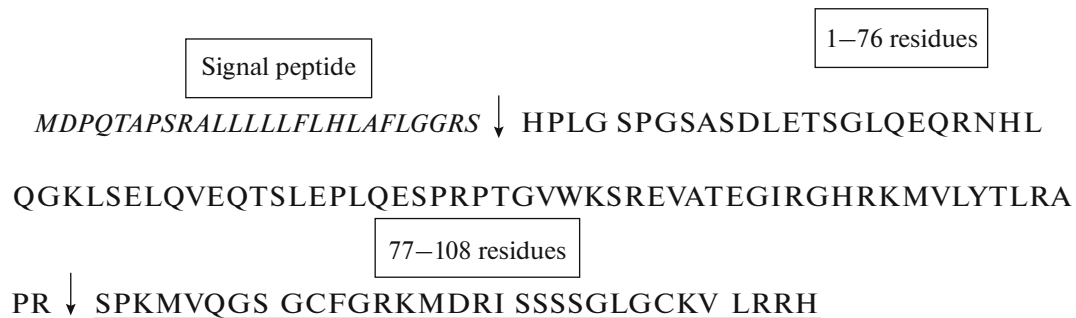 1–76 residues
Signal peptide
MDPQTAPSRALLLLLFLHLAFLGGRS ↓ HPLG SPGSASDLETSGLQEQRNHL
QGKLSELQVEQTSLEPLQESPRPTGVWKSREVATEGIRGHRKMVLYTLRA
77–108 residues
PR ↓ SPKMVQGS GCFGRKMDRI SSSSGLGCKV LRRH